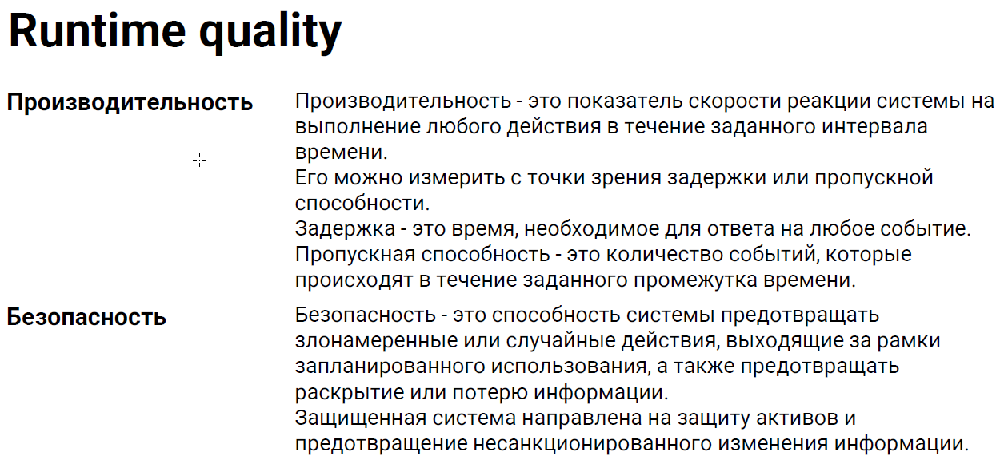 Runtime quality
Производительность
Производительность - это показатель скорости реакции системы на
выполнение любого действия в течение заданного интервала
времени.
Его можно измерить с точки зрения задержки или пропускной
способности.
Задержка - это время, необходимое для ответа на любое событие.
Пропускная способность - это количество событий, которые
происходят в течение заданного промежутка времени.
Безопасность
Безопасность - это способность системы предотвращать
злонамеренные или случайные действия, выходящие за рамки
запланированного использования, а также предотвращать
раскрытие или потерю информации.
Защищенная система направлена на защиту активов и
предотвращение несанкционированного изменения информации.